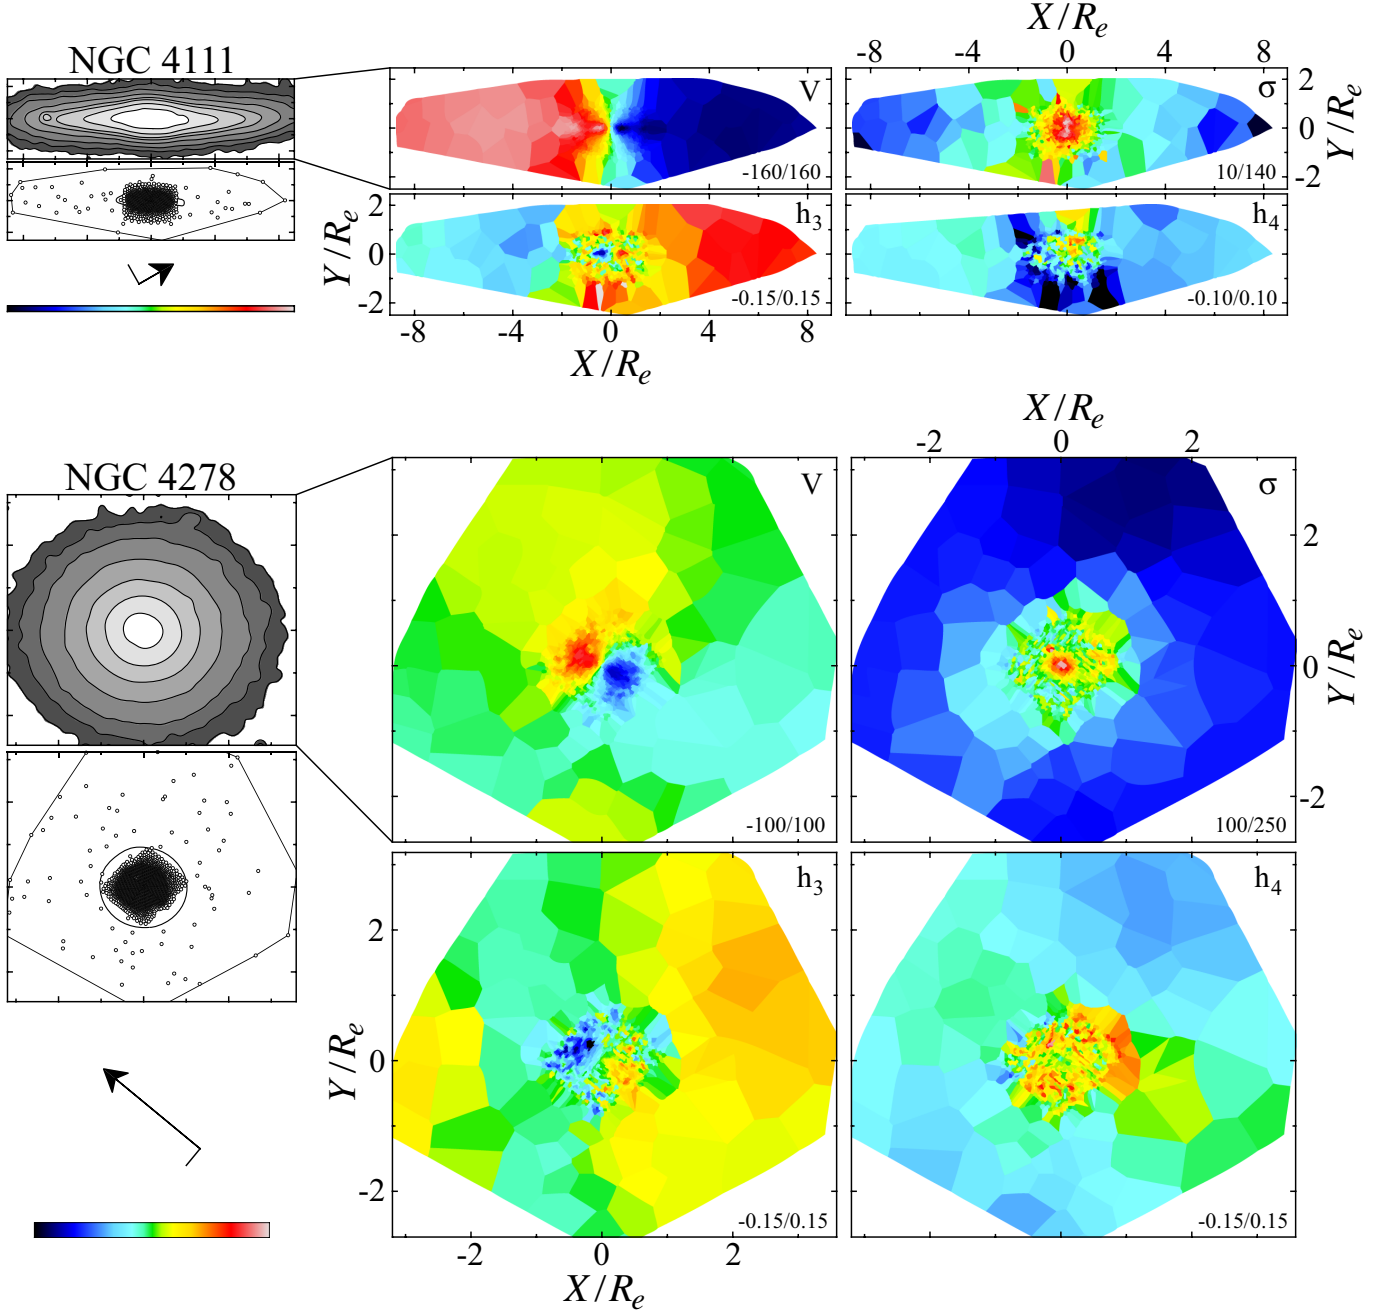 X/Rₑ
-8 -4 0 4 8
NGC 4111
V
-160/160
σ
10/140
2
0
-2
Y/Rₑ
h₃
-0.15/0.15
2
0
-2
Y/Rₑ
h₄
-0.10/0.10
-8 -4 0 4 8
X/Rₑ
X/Rₑ
-2 0 2
NGC 4278
V
-100/100
σ
100/250
2
0
-2
Y/Rₑ
h₃
-0.15/0.15
2
0
-2
Y/Rₑ
h₄
-0.15/0.15
-2 0 2
X/Rₑ